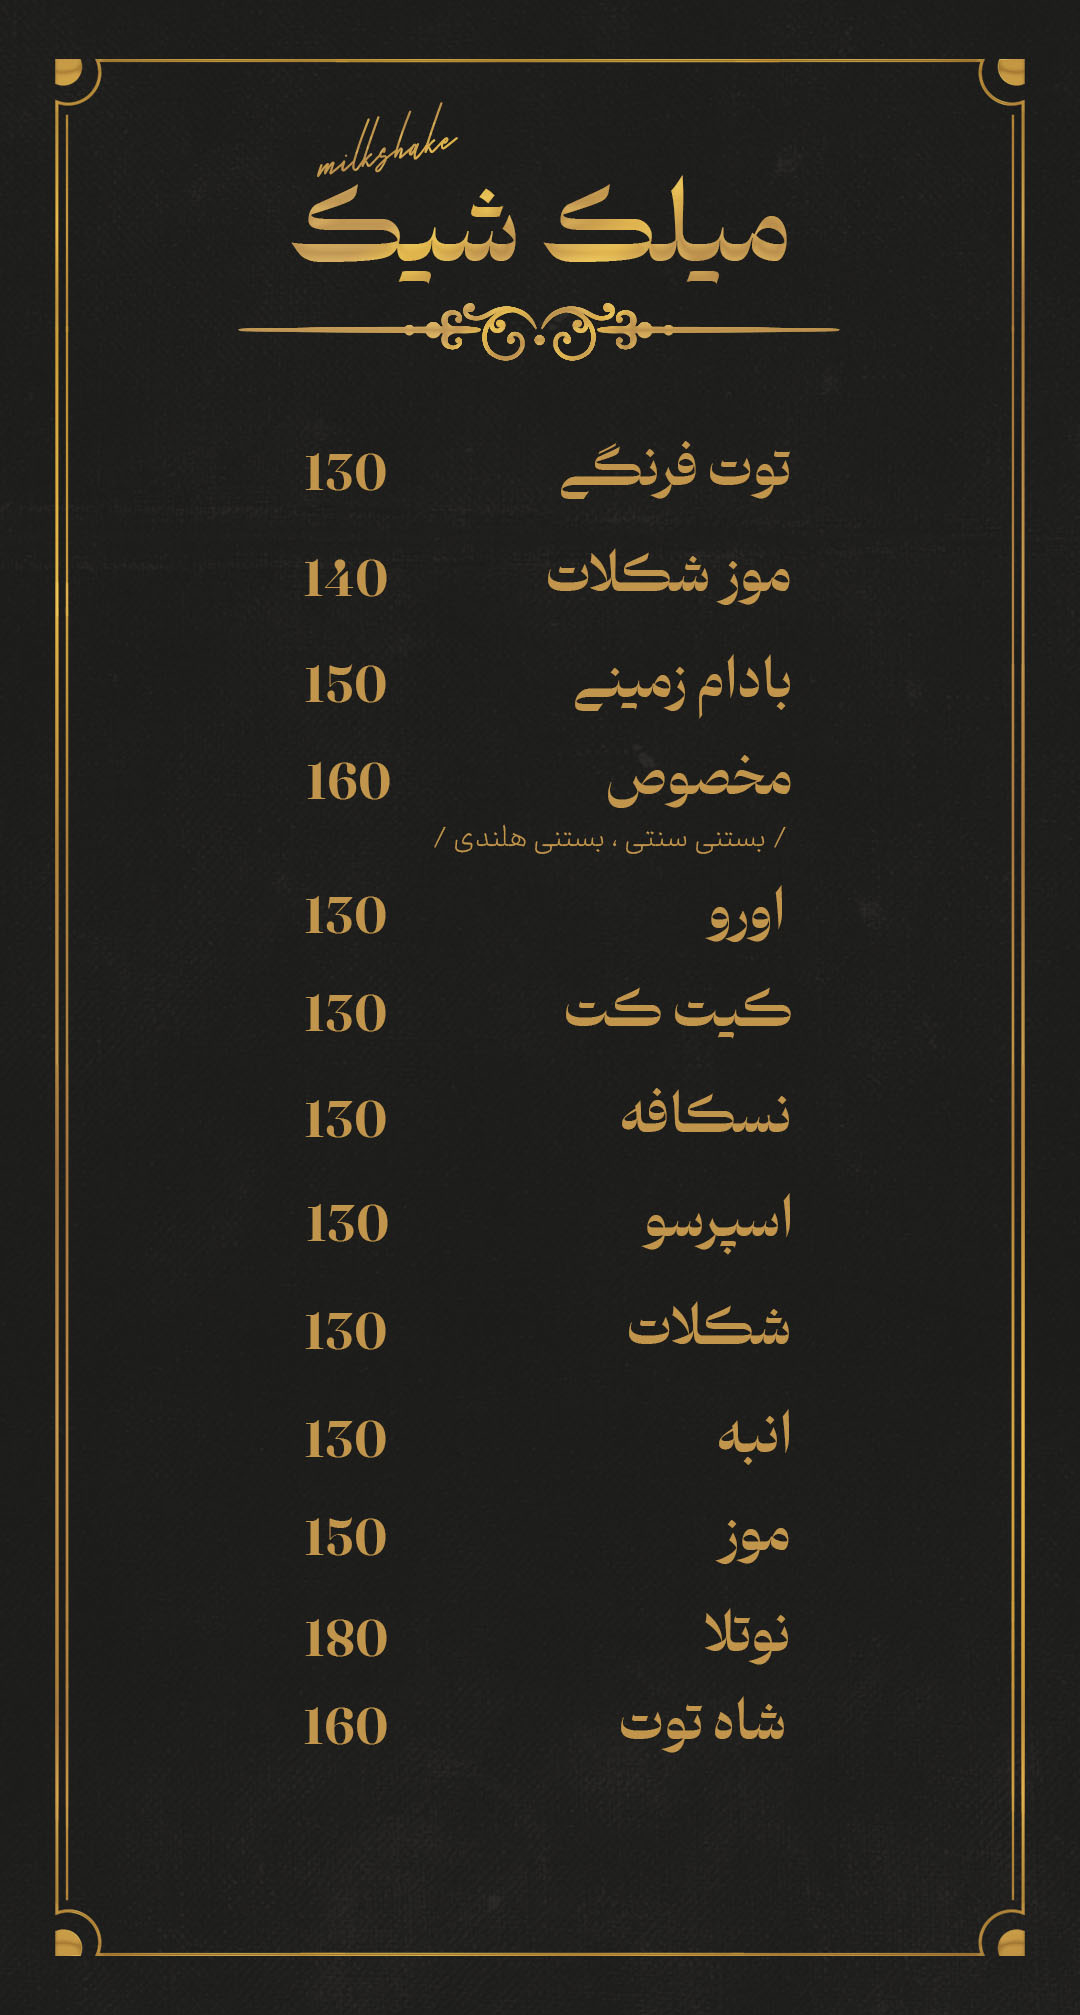 milkshake
میلک شیک
توت فرنگی 130
موز شکلات 140
بادام زمینی 150
مخصوص 160
/ بستنی سنتی ، بستنی هلندی /
اورو 130
کیت کت 130
نسکافه 130
اسپرسو 130
شکلات 130
انبه 130
موز 150
نوتلا 180
شاه توت 160